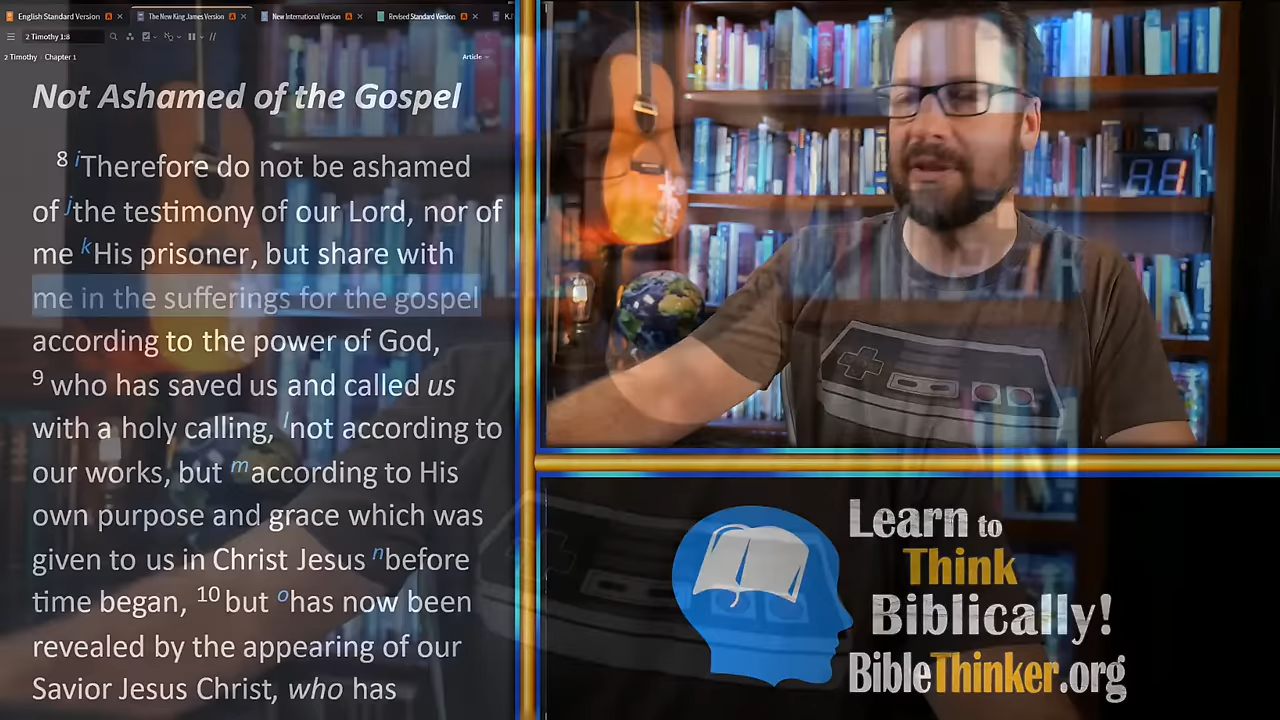 English Standard Version A ×
The New King James Version A ×
New International Version A ×
Revised Standard Version A ×
2 Timothy 1:8
2 Timothy · Chapter 1
Article
Not Ashamed of the Gospel
8 iTherefore do not be ashamed
of jthe testimony of our Lord, nor of
me kHis prisoner, but share with
me in the sufferings for the gospel
according to the power of God,
9 who has saved us and called us
with a holy calling, lnot according to
our works, but maccording to His
own purpose and grace which was
given to us in Christ Jesus nbefore
time began, 10 but ohas now been
revealed by the appearing of our
Savior Jesus Christ, who has
Learn to
Think
Biblically!
BibleThinker.org